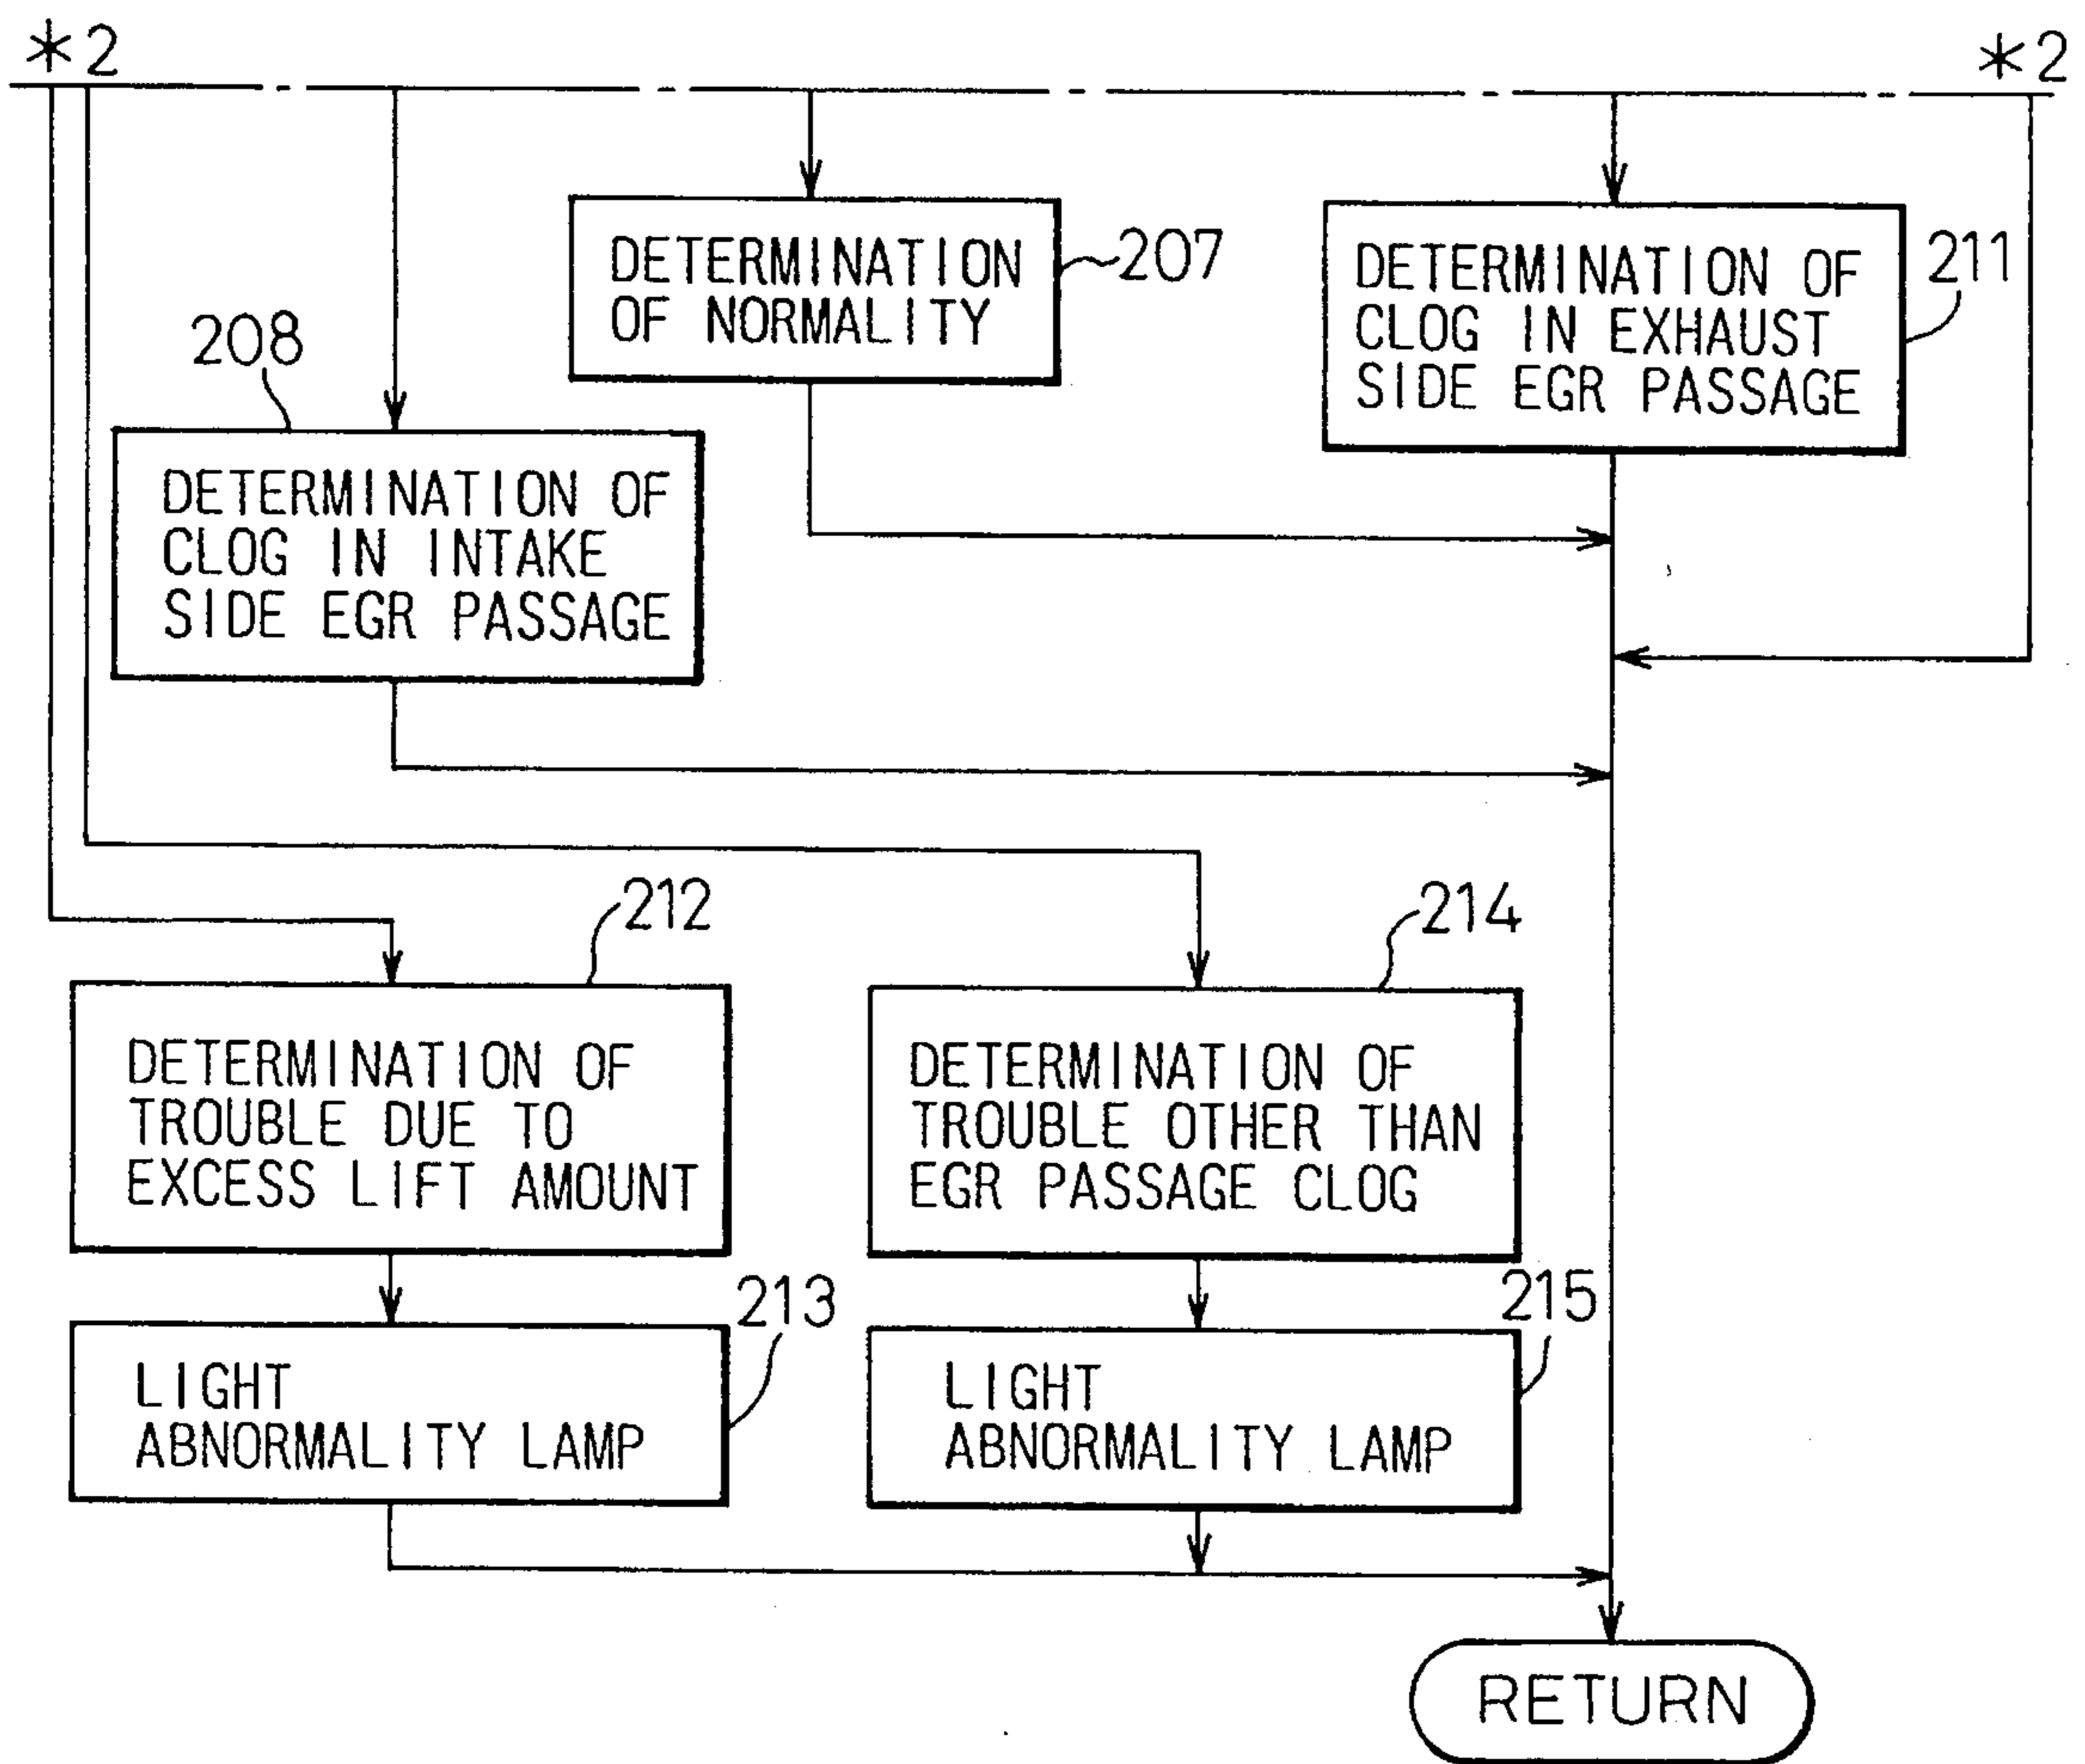 *2
*2
207
DETERMINATION
OF NORMALITY
211
DETERMINATION OF
CLOG IN EXHAUST
SIDE EGR PASSAGE
208
DETERMINATION OF
CLOG IN INTAKE
SIDE EGR PASSAGE
212
DETERMINATION OF
TROUBLE DUE TO
EXCESS LIFT AMOUNT
214
DETERMINATION OF
TROUBLE OTHER THAN
EGR PASSAGE CLOG
213
LIGHT
ABNORMALITY LAMP
215
LIGHT
ABNORMALITY LAMP
RETURN